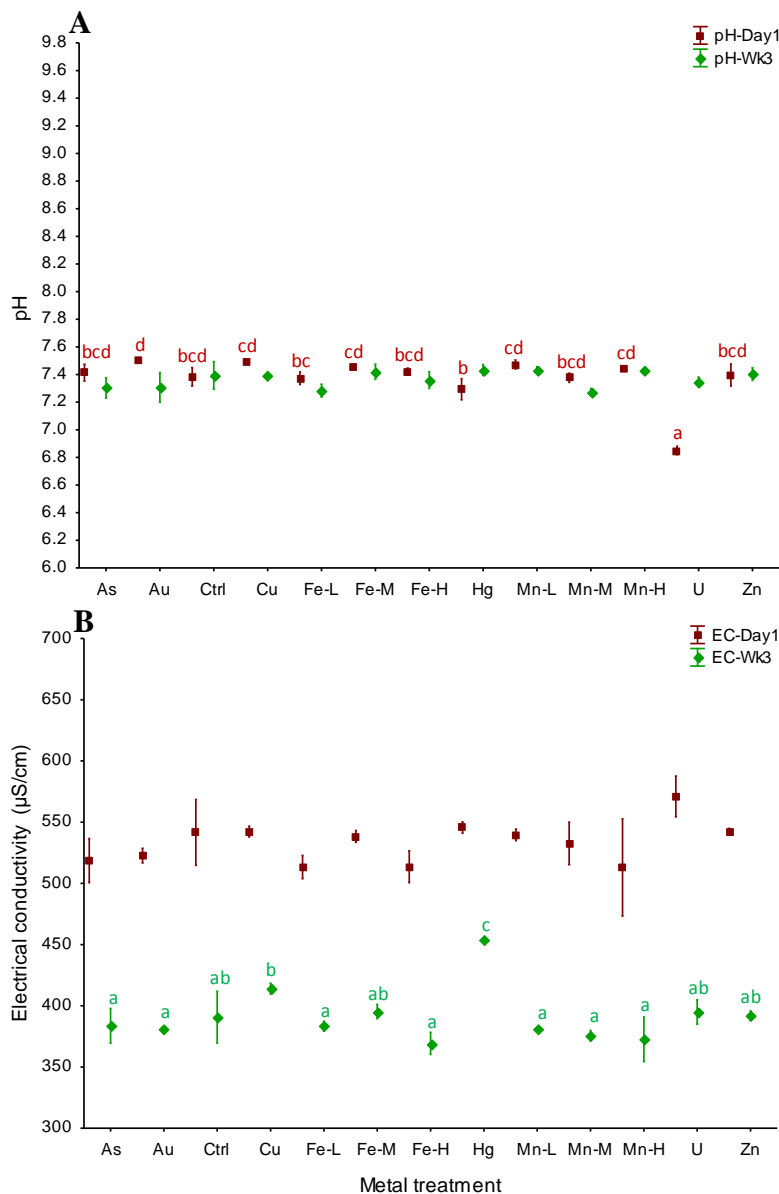 A
pH-Day1
pH-Wk3
9.8
9.6
9.4
9.2
9.0
8.8
8.6
8.4
8.2
8.0
7.8
7.6
7.4
7.2
7.0
6.8
6.6
6.4
6.2
6.0
pH
bcd d bcd cd bc cd bcd b cd bcd cd a bcd
As Au Ctrl Cu Fe-L Fe-M Fe-H Hg Mn-L Mn-M Mn-H U Zn
B
EC-Day1
EC-Wk3
700
650
600
550
500
450
400
350
300
Electrical conductivity (µS/cm)
a a ab b a ab a c a a a ab ab
As Au Ctrl Cu Fe-L Fe-M Fe-H Hg Mn-L Mn-M Mn-H U Zn
Metal treatment